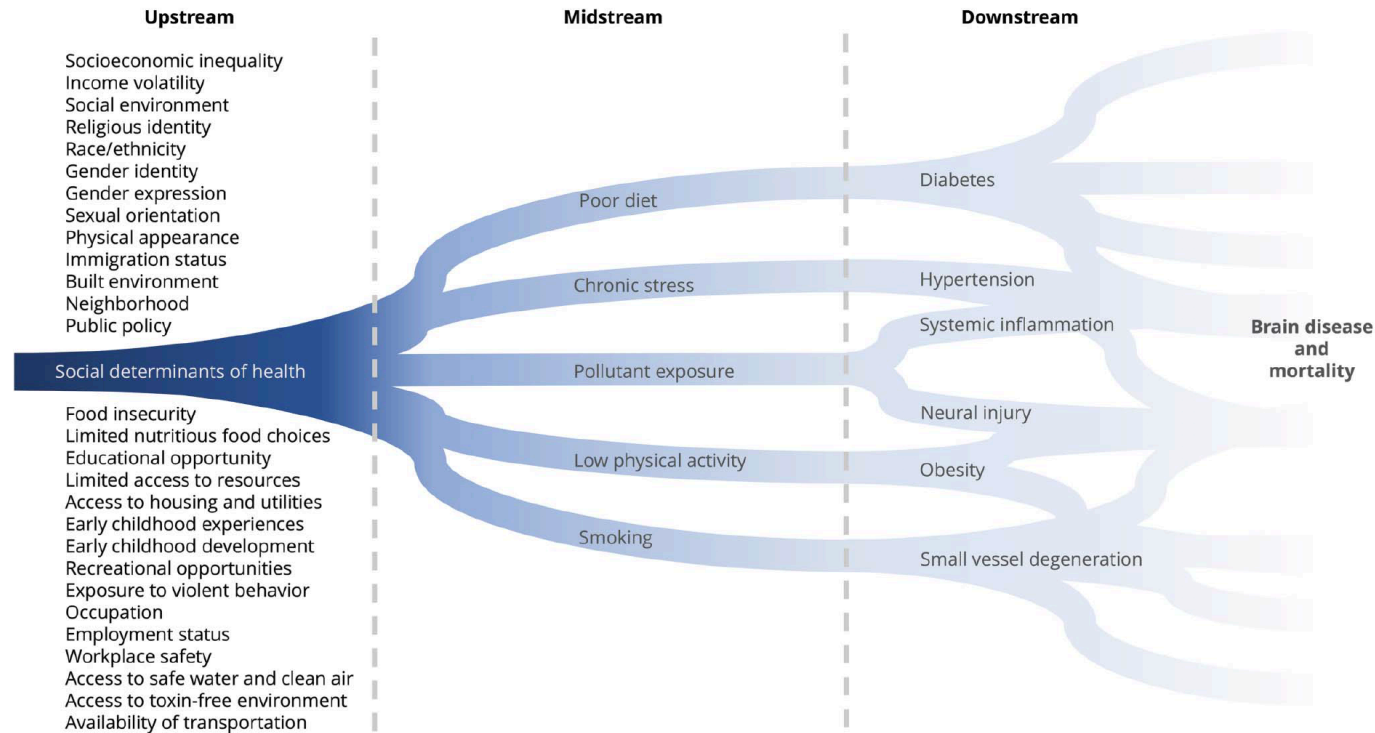 Upstream
Midstream
Downstream
Socioeconomic inequality
Income volatility
Social environment
Religious identity
Race/ethnicity
Gender identity
Gender expression
Sexual orientation
Physical appearance
Immigration status
Built environment
Neighborhood
Public policy
Social determinants of health
Food insecurity
Limited nutritious food choices
Educational opportunity
Limited access to resources
Access to housing and utilities
Early childhood experiences
Early childhood development
Recreational opportunities
Exposure to violent behavior
Occupation
Employment status
Workplace safety
Access to safe water and clean air
Access to toxin-free environment
Availability of transportation
Poor diet
Chronic stress
Pollutant exposure
Low physical activity
Smoking
Diabetes
Hypertension
Systemic inflammation
Neural injury
Obesity
Small vessel degeneration
Brain disease
and
mortality